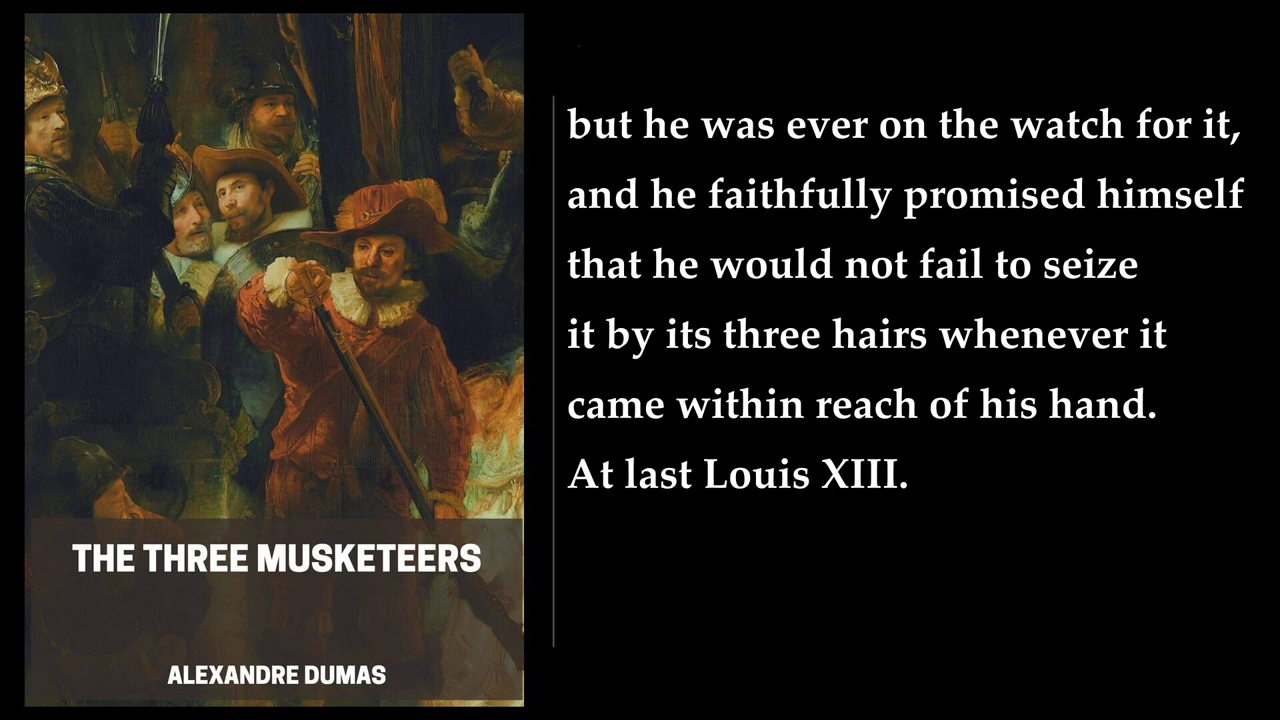 THE THREE MUSKETEERS
ALEXANDRE DUMAS
but he was ever on the watch for it,
and he faithfully promised himself
that he would not fail to seize
it by its three hairs whenever it
came within reach of his hand.
At last Louis XIII.